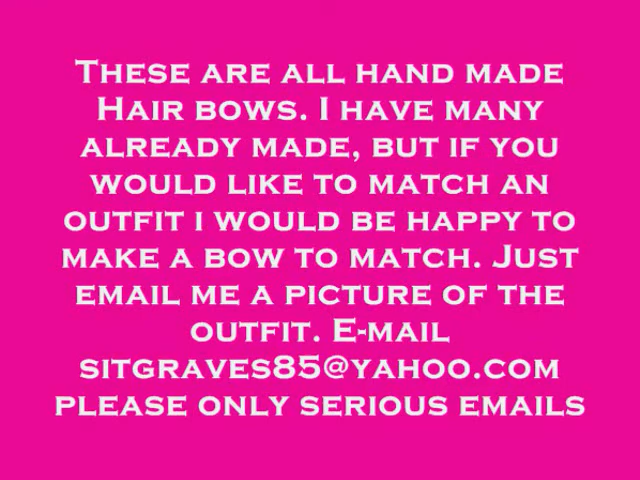 These are all hand made
Hair bows. I have many
already made, but if you
would like to match an
outfit i would be happy to
make a bow to match. Just
email me a picture of the
outfit. E-mail
sitgraves85@yahoo.com
please only serious emails